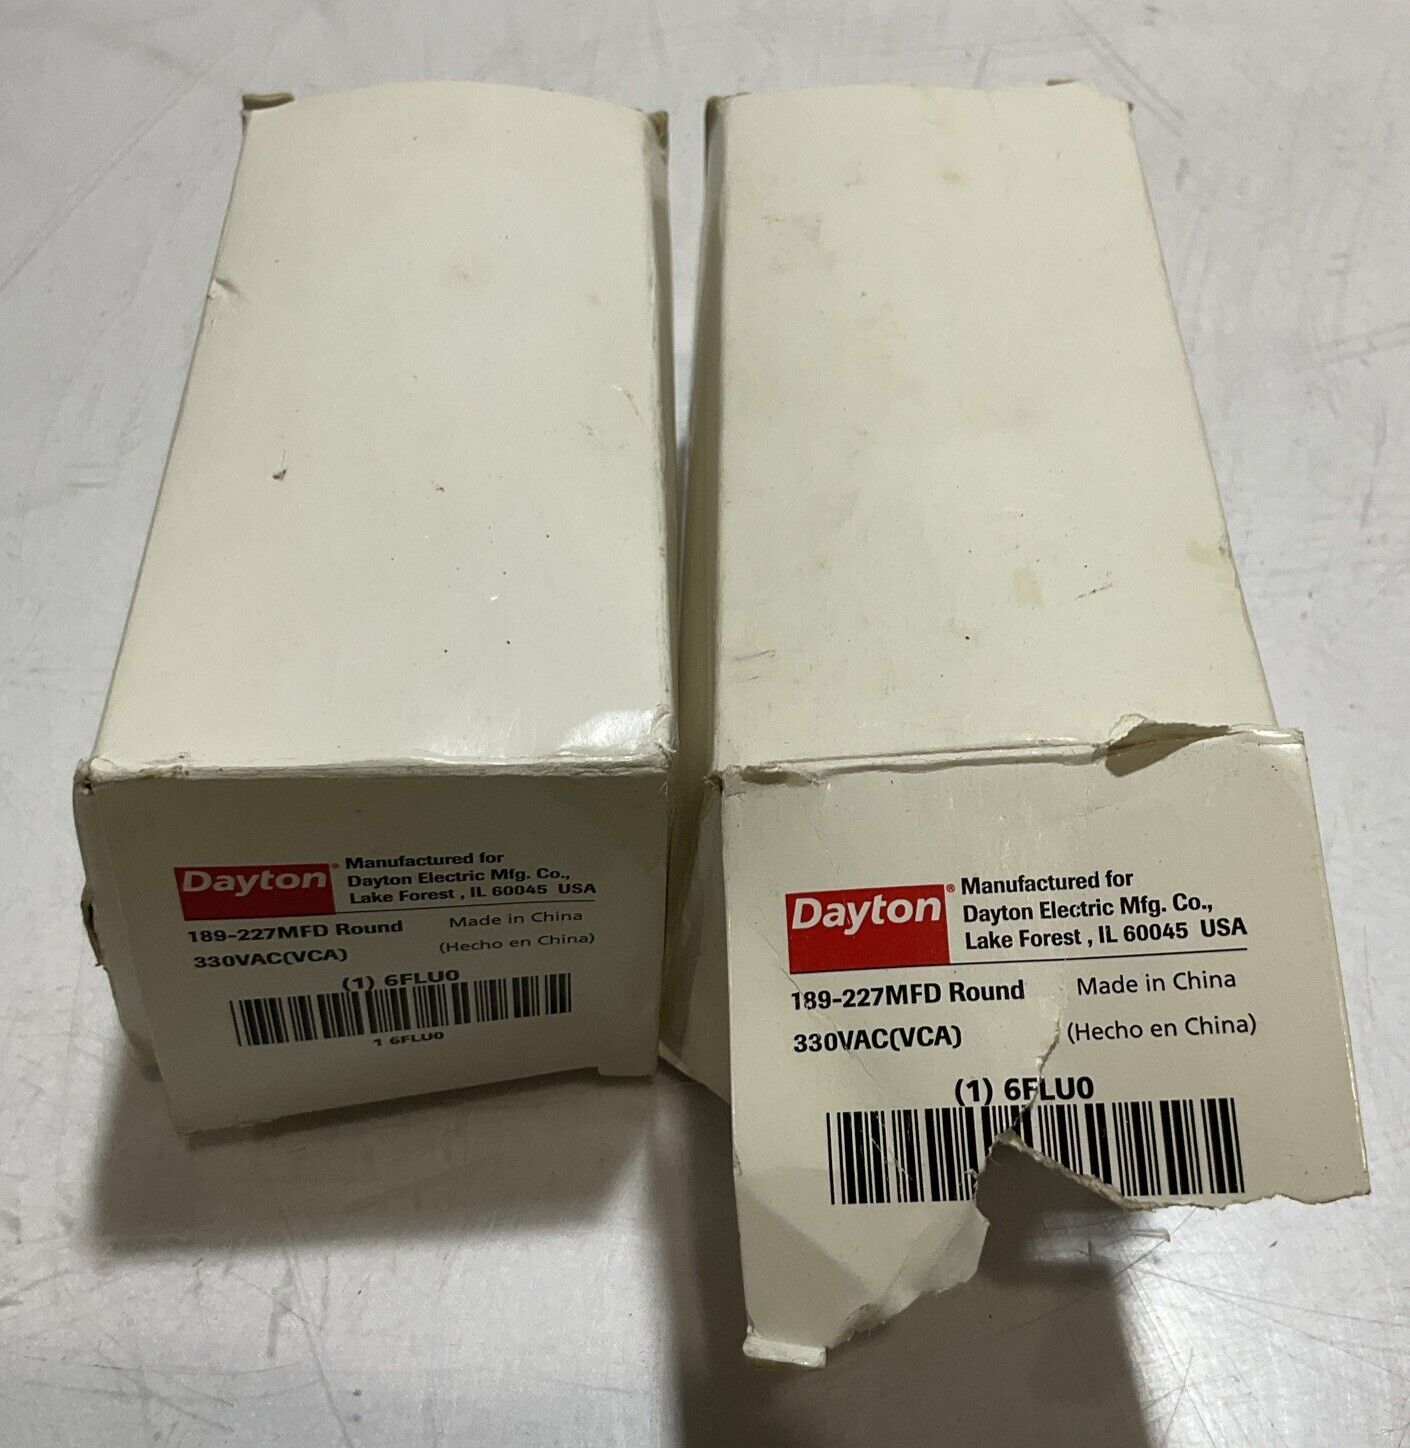 Dayton®
Manufactured for
Dayton Electric Mfg. Co.,
Lake Forest , IL 60045 USA
189-227MFD Round
Made in China
330VAC(VCA)
(Hecho en China)
(1) 6FLU0
1 6FLU0
Dayton®
Manufactured for
Dayton Electric Mfg. Co.,
Lake Forest , IL 60045 USA
189-227MFD Round
Made in China
330VAC(VCA)
(Hecho en China)
(1) 6FLU0